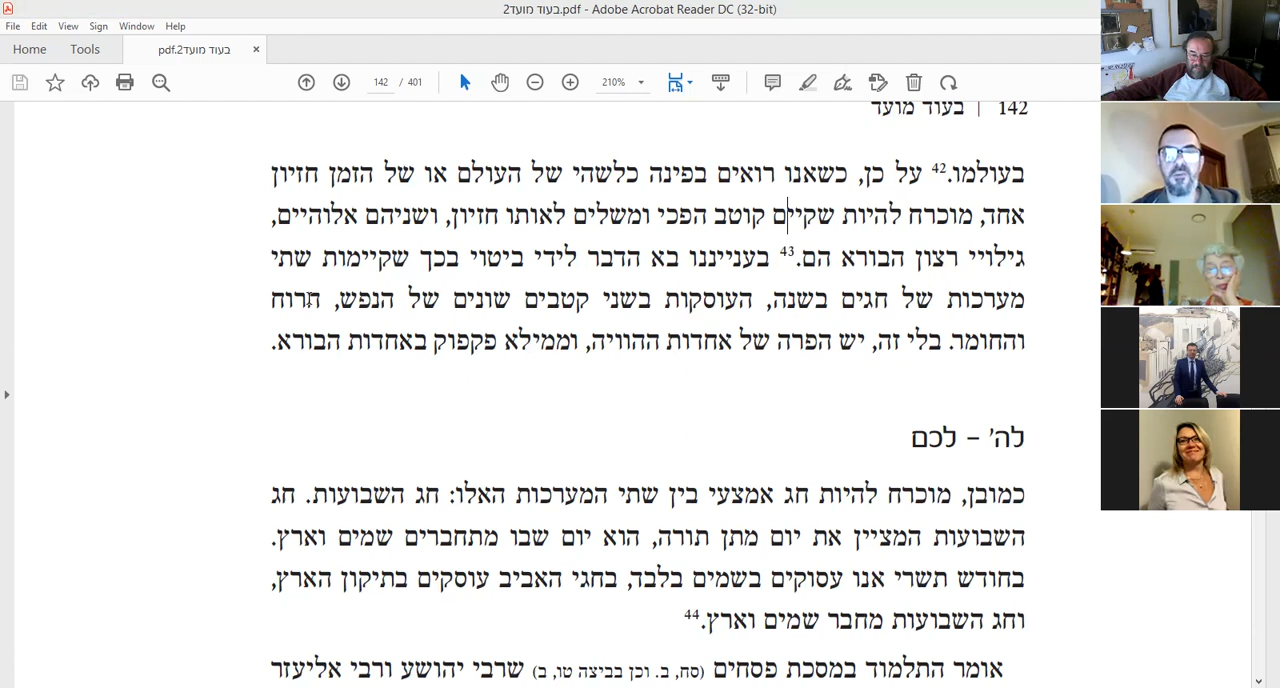 בעוד מועד2.pdf - Adobe Acrobat Reader DC (32-bit)
File Edit View Sign Window Help
Home Tools בעוד מועד2.pdf ×
142 / 401 210%
142 | בעוד מועד
בעולמו.42 על כן, כשאנו רואים בפינה כלשהי של העולם או של הזמן חזיון
אחד, מוכרח להיות שקיים קוטב הפכי ומשלים לאותו חזיון, ושניהם אלוהיים,
גילויי רצון הבורא הם.43 בענייננו בא הדבר לידי ביטוי בכך שקיימות שתי
מערכות של חגים בשנה, העוסקות בשני קטבים שונים של הנפש, הרוח
והחומר. בלי זה, יש הפרה של אחדות ההוויה, וממילא פקפוק באחדות הבורא.
לה' – לכם
כמובן, מוכרח להיות חג אמצעי בין שתי המערכות האלו: חג השבועות. חג
השבועות המציין את יום מתן תורה, הוא יום שבו מתחברים שמים וארץ.
בחודש תשרי אנו עסוקים בשמים בלבד, בחגי האביב עוסקים בתיקון הארץ,
וחג השבועות מחבר שמים וארץ.44
אומר התלמוד במסכת פסחים (סח, ב. וכן בביצה טו, ב) שרבי יהושע ורבי אליעזר